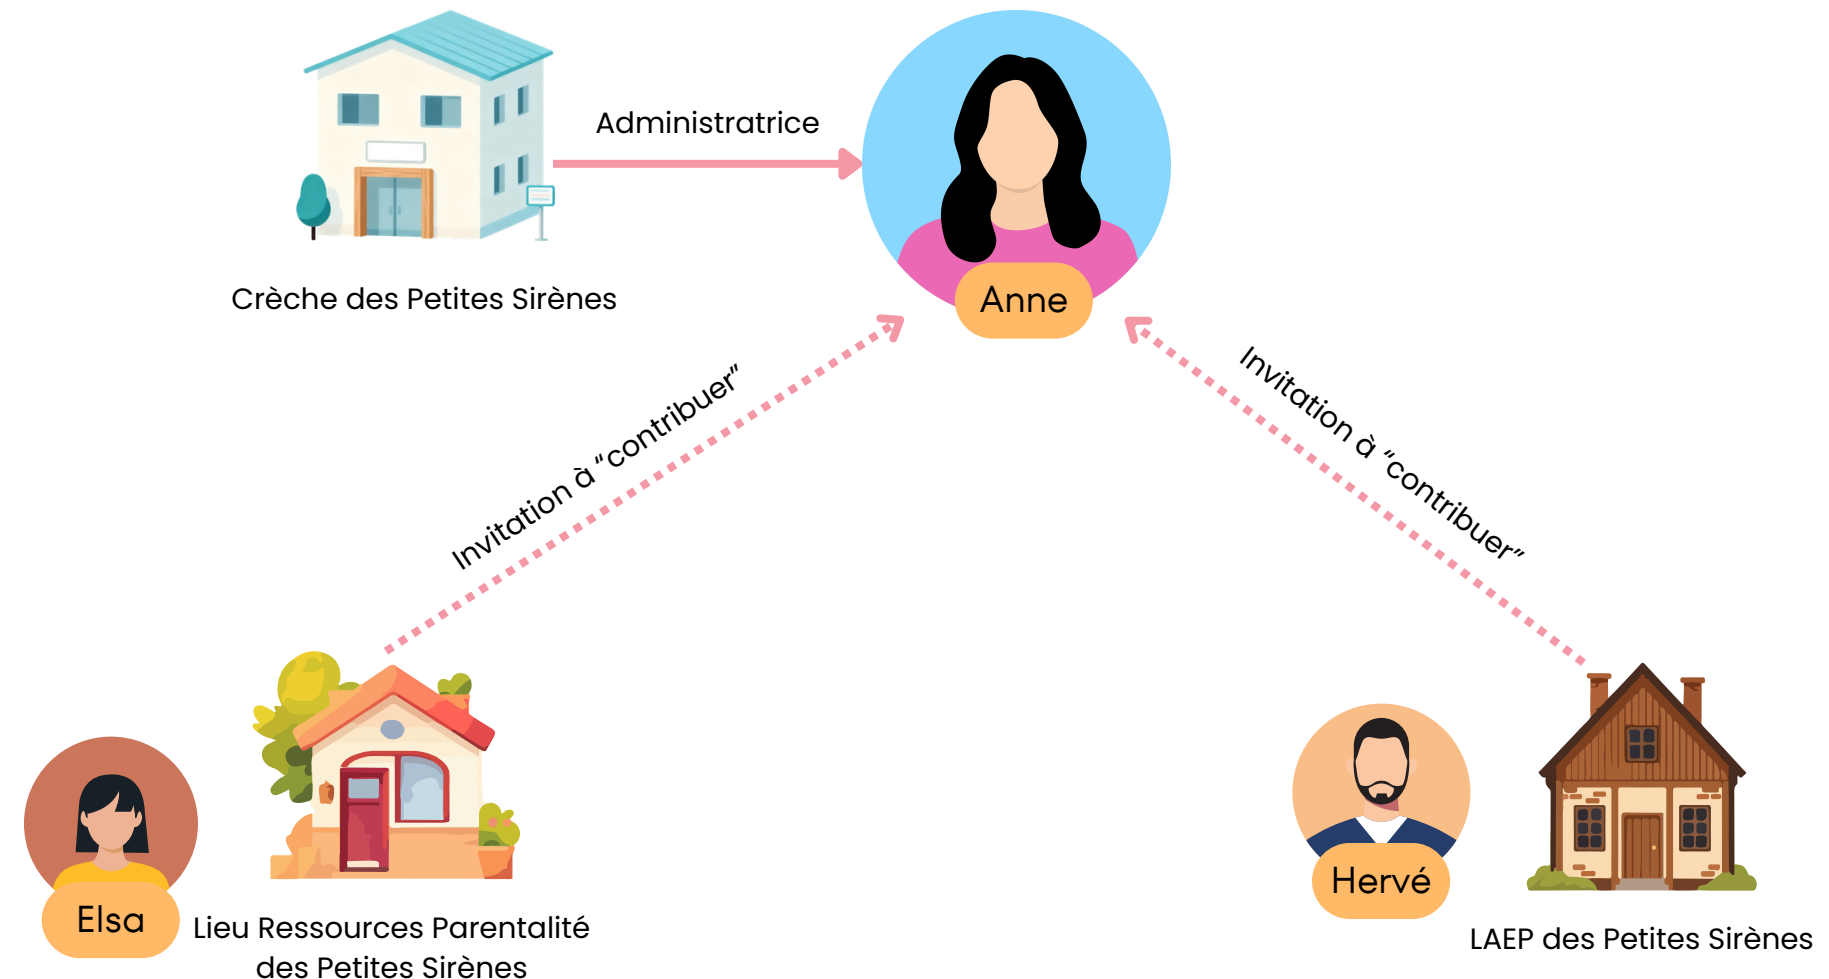 Administratrice
Crèche des Petites Sirènes
Anne
Invitation à “contribuer”
Invitation à “contribuer”
Elsa
Lieu Ressources Parentalité
des Petites Sirènes
Hervé
LAEP des Petites Sirènes